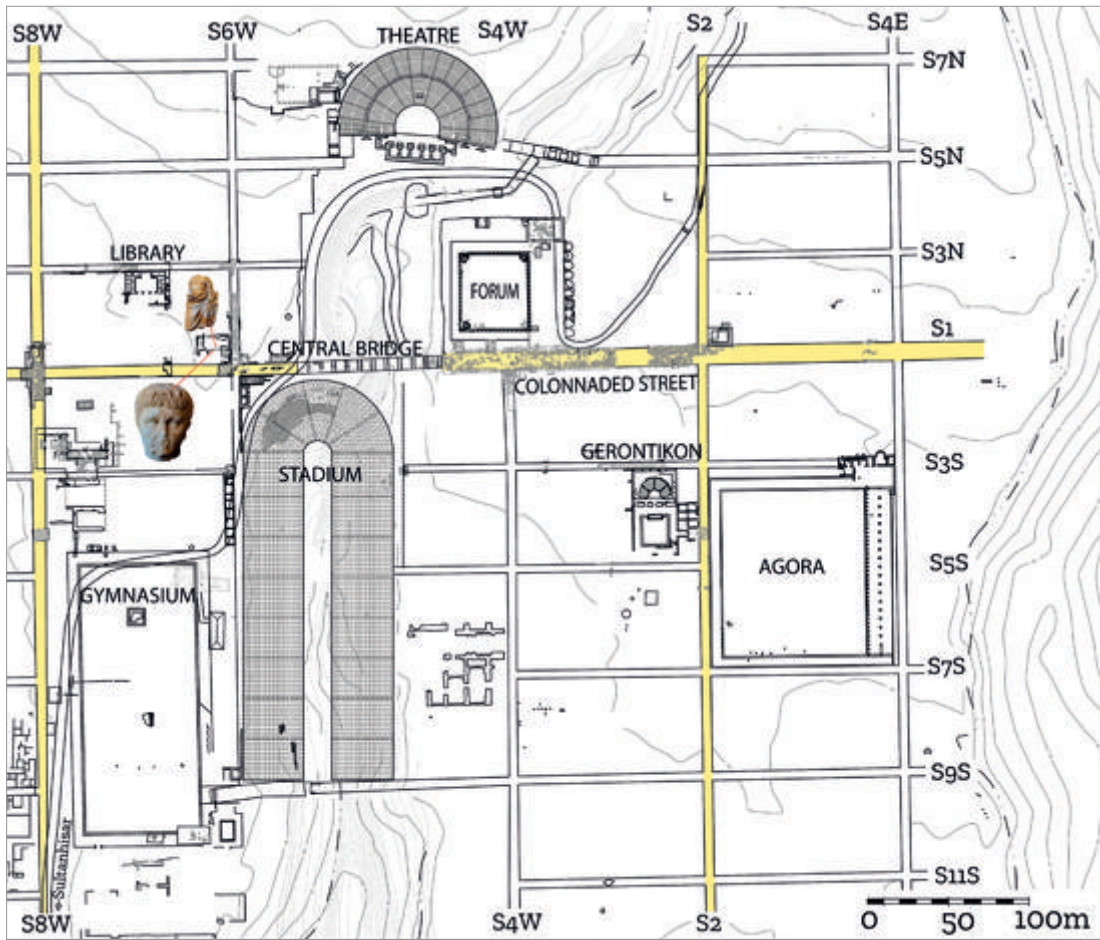 S8W S6W THEATRE S4W S2 S4E
S7N
S5N
LIBRARY
S3N
FORUM
S1
CENTRAL BRIDGE
COLONNADED STREET
GERONTIKON
S3S
STADIUM
AGORA
S5S
GYMNASIUM
S7S
S9S
Sultanhisar
S11S
S8W S4W S2
0 50 100m